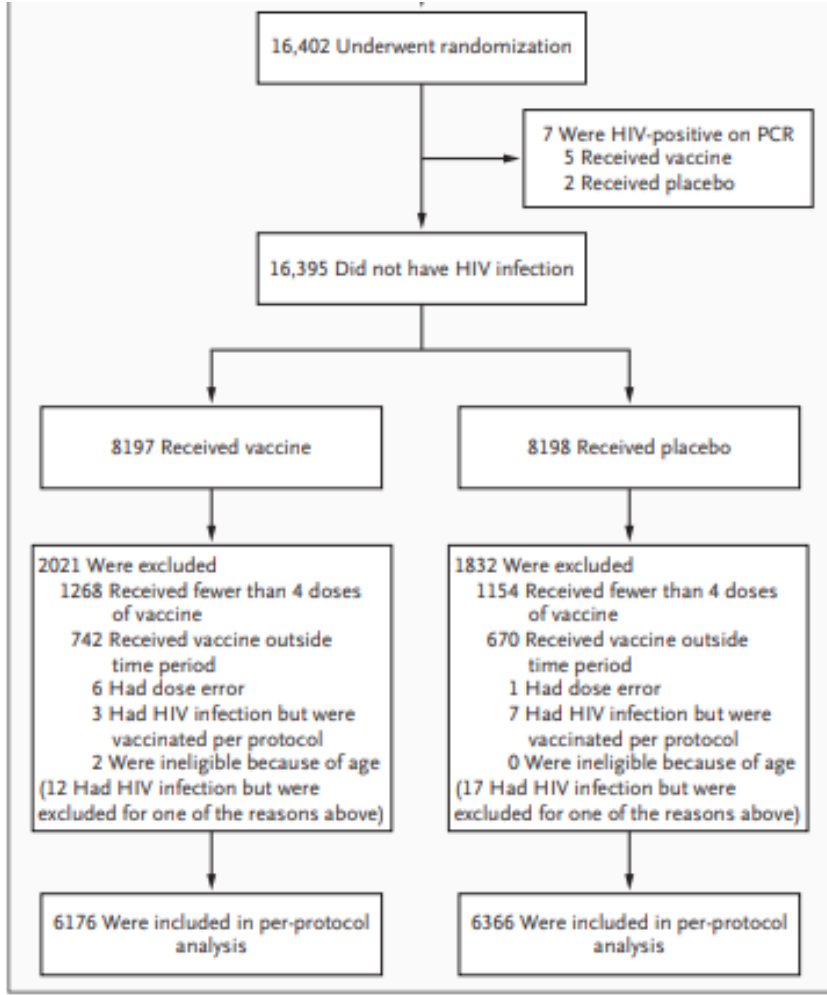 16,402 Underwent randomization
7 Were HIV-positive on PCR
5 Received vaccine
2 Received placebo
16,395 Did not have HIV infection
8197 Received vaccine
8198 Received placebo
2021 Were excluded
1268 Received fewer than 4 doses
of vaccine
742 Received vaccine outside
time period
6 Had dose error
3 Had HIV infection but were
vaccinated per protocol
2 Were ineligible because of age
(12 Had HIV infection but were
excluded for one of the reasons above)
1832 Were excluded
1154 Received fewer than 4 doses
of vaccine
670 Received vaccine outside
time period
1 Had dose error
7 Had HIV infection but were
vaccinated per protocol
0 Were ineligible because of age
(17 Had HIV infection but were
excluded for one of the reasons above)
6176 Were included in per-protocol
analysis
6366 Were included in per-protocol
analysis